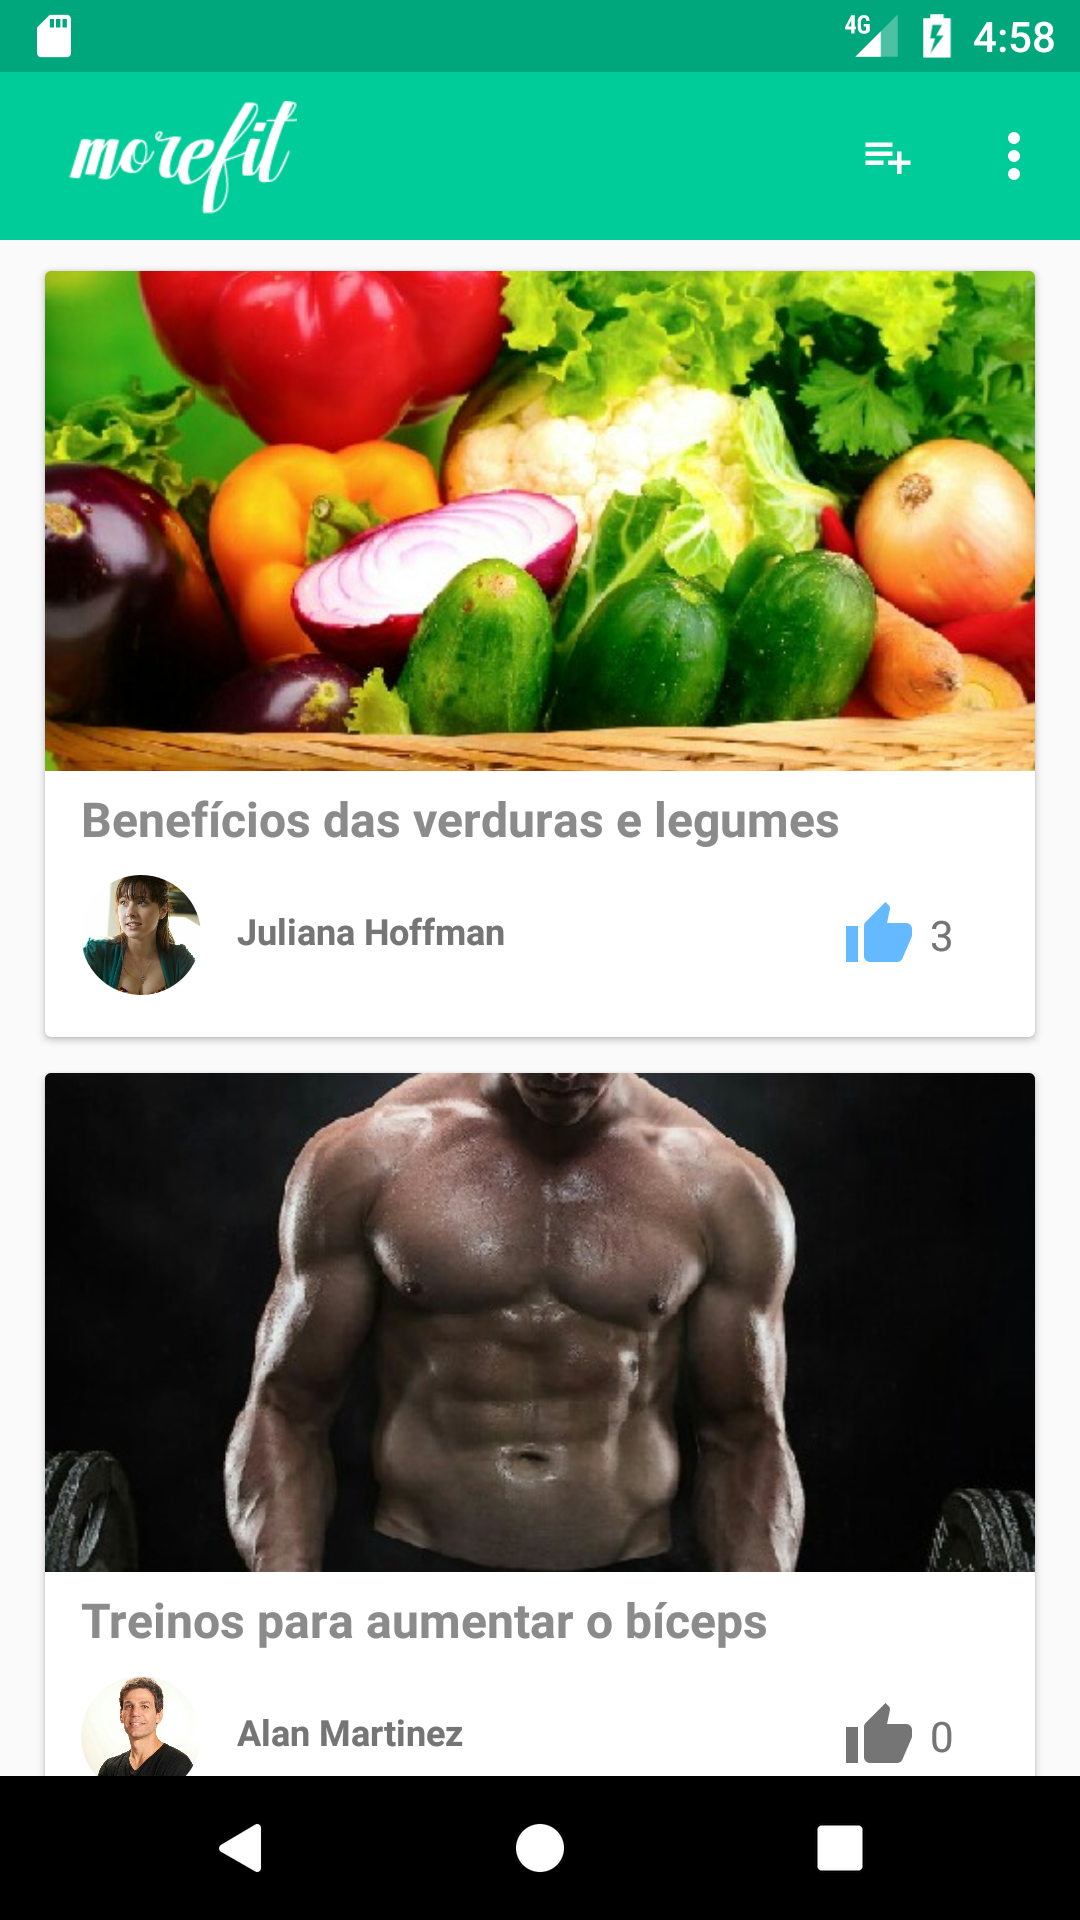 4G 4:58
morefit
Benefícios das verduras e legumes
Juliana Hoffman
3
Treinos para aumentar o bíceps
Alan Martinez
0